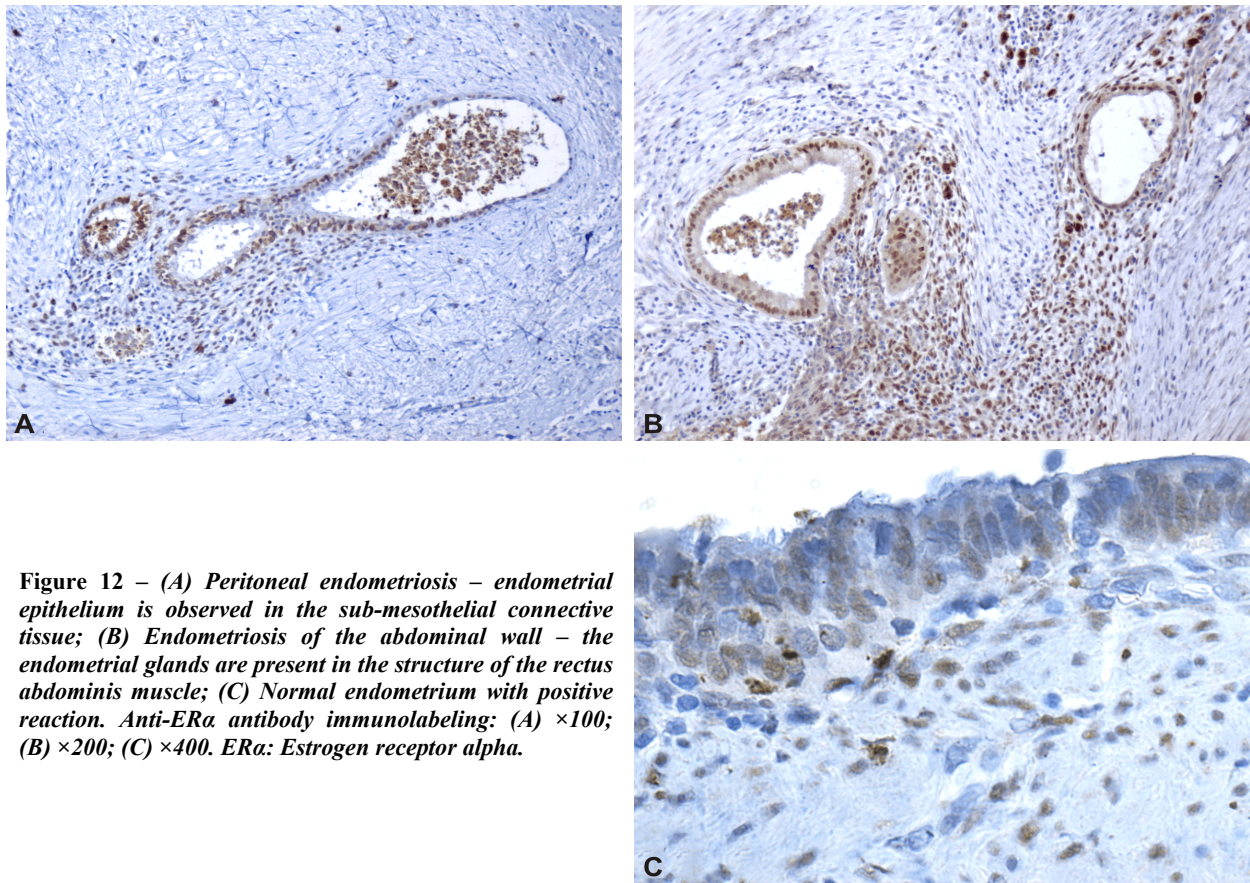 A
B
Figure 12 – (A) Peritoneal endometriosis – endometrial
epithelium is observed in the sub-mesothelial connective
tissue; (B) Endometriosis of the abdominal wall – the
endometrial glands are present in the structure of the rectus
abdominis muscle; (C) Normal endometrium with positive
reaction. Anti-ERα antibody immunolabeling: (A) ×100;
(B) ×200; (C) ×400. ERα: Estrogen receptor alpha.
C